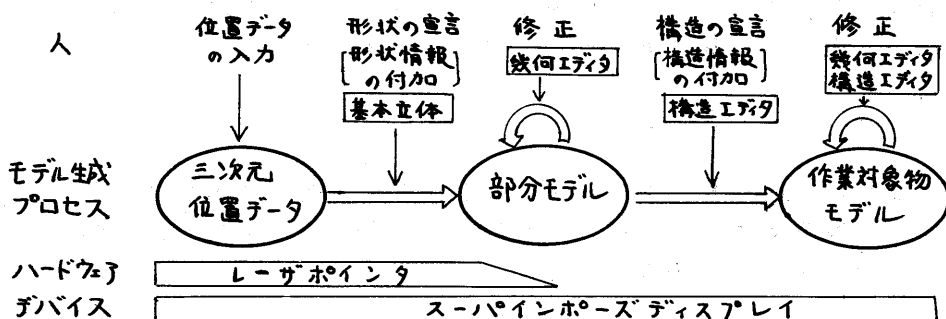 人
位置データ
の入力
形状の宣言
[形状情報
の付加]
基本立体
修正
幾何エディタ
構造の宣言
[構造情報
の付加]
構造エディタ
修正
幾何エディタ
構造エディタ
モデル生成
プロセス
三次元
位置データ
部分モデル
作業対象物
モデル
ハードウェア
デバイス
レーザポインタ
スーパインポーズディスプレイ